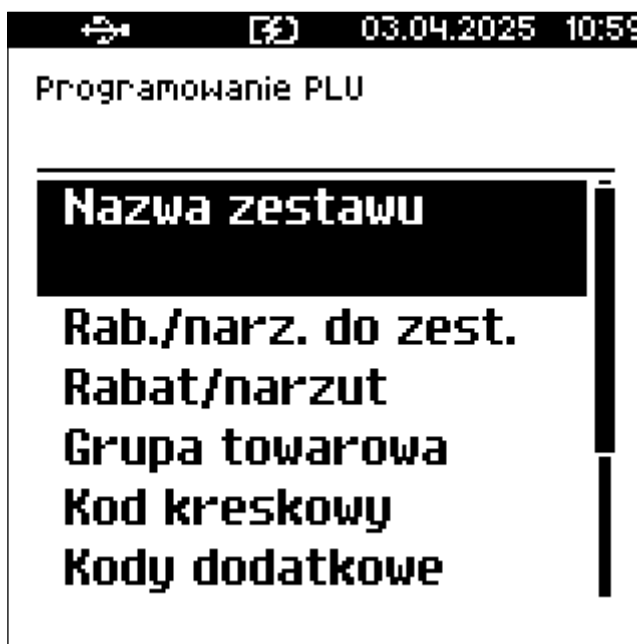 03.04.2025 10:59
Programowanie PLU
Nazwa zestawu
Rab./narz. do zest.
Rabat/narzut
Grupa towarowa
Kod kreskowy
Kody dodatkowe